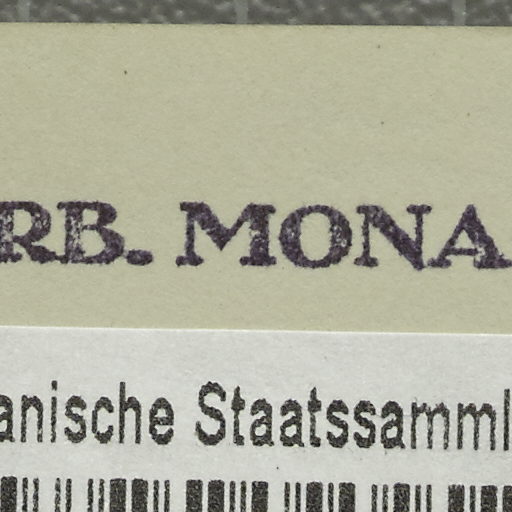 RB. MONA
anische Staatssamml